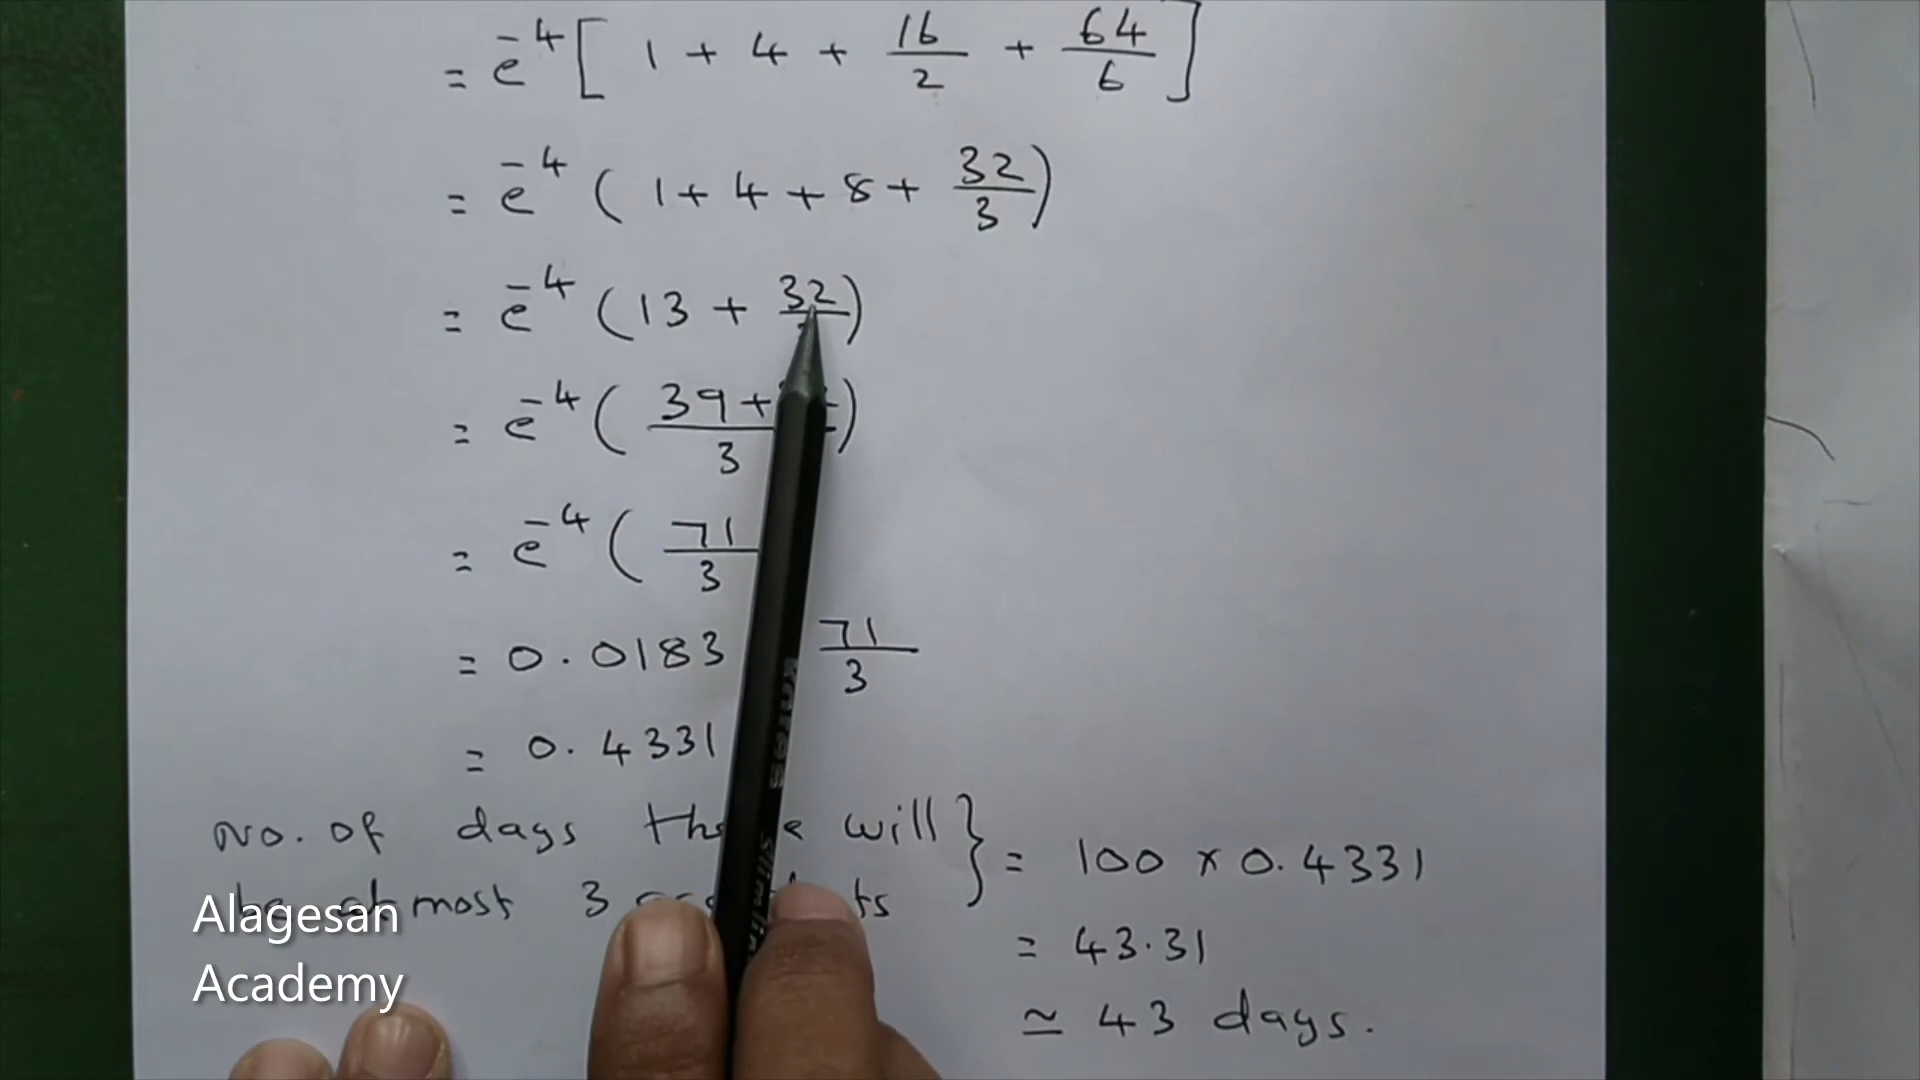 = e^-4 [ 1 + 4 + 16/2 + 64/6 ]
= e^-4 ( 1 + 4 + 8 + 32/3 )
= e^-4 ( 13 + 32/ )
= e^-4 ( 39 + /3 )
= e^-4 ( 71/3
= 0.0183 71/3
= 0.4331
No. of days will } = 100 x 0.4331
most 3
= 43.31
≃ 43 days.
Alagesan
Academy